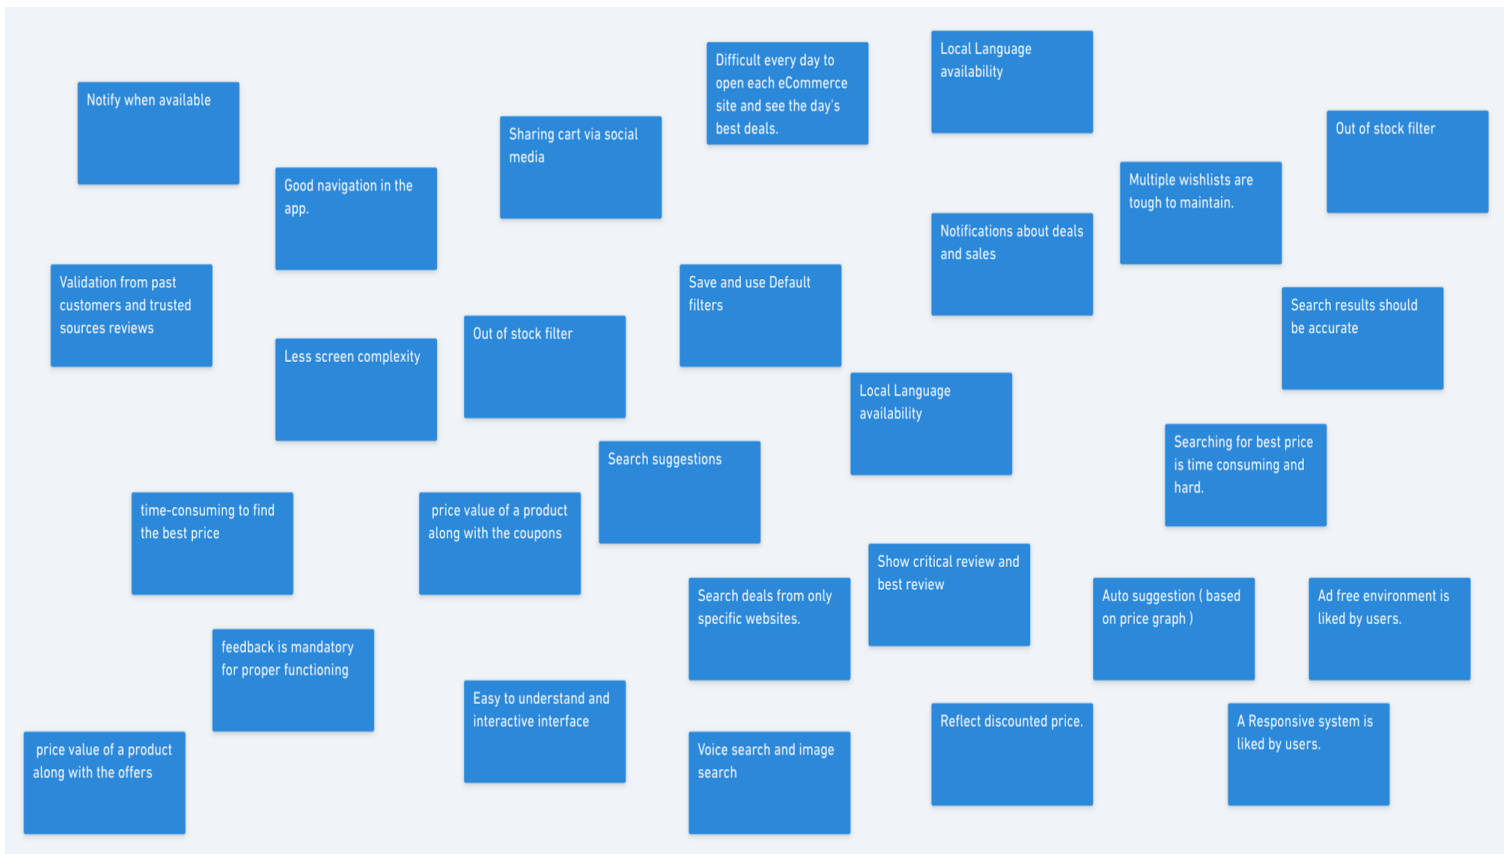 Difficult every day to
open each eCommerce
site and see the day's
best deals.
Local Language
availability
Notify when available
Sharing cart via social
media
Out of stock filter
Good navigation in the
app.
Multiple wishlists are
tough to maintain.
Notifications about deals
and sales
Validation from past
customers and trusted
sources reviews
Save and use Default
filters
Search results should
be accurate
Less screen complexity
Out of stock filter
Local Language
availability
Search suggestions
Searching for best price
is time consuming and
hard.
time-consuming to find
the best price
price value of a product
along with the coupons
Show critical review and
best review
Search deals from only
specific websites.
Auto suggestion ( based
on price graph )
Ad free environment is
liked by users.
feedback is mandatory
for proper functioning
Easy to understand and
interactive interface
Reflect discounted price.
A Responsive system is
liked by users.
price value of a product
along with the offers
Voice search and image
search